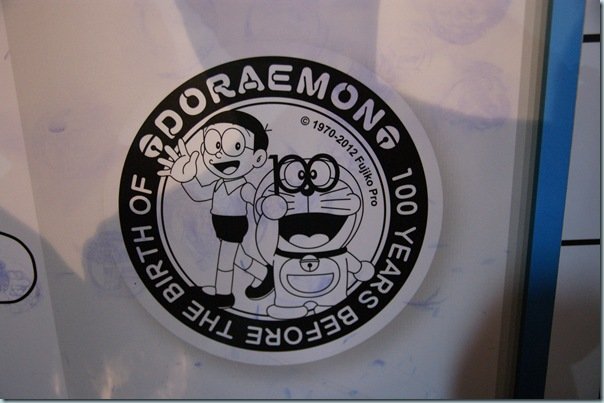 DORAEMON
100 YEARS BEFORE THE BIRTH OF
© 1970-2012 Fujiko Pro
100